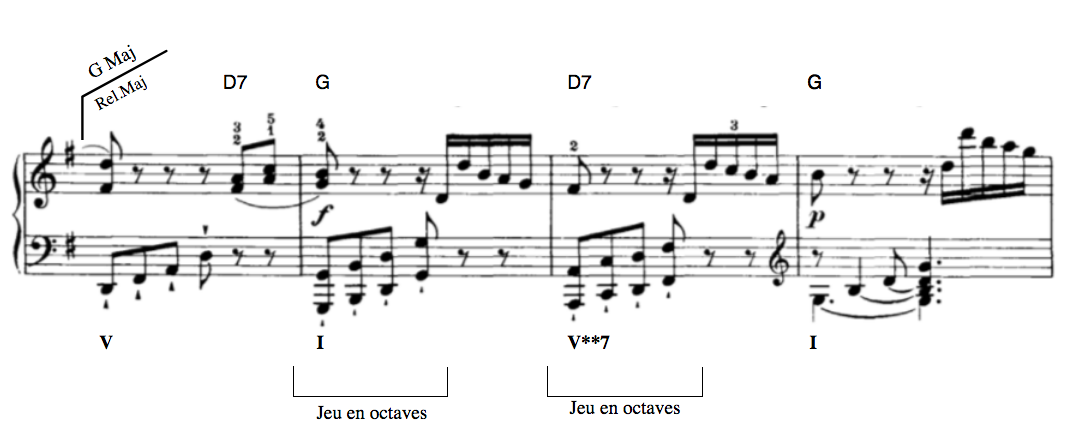 G Maj
Rel.Maj
D7 G D7 G
3 5 4 3
2 1 2 2
f p
V I V**7 I
Jeu en octaves Jeu en octaves